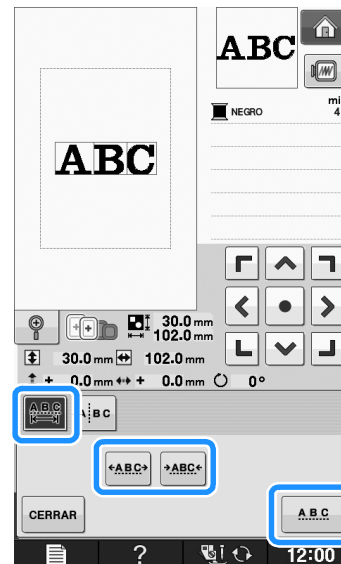 ABC
mi
NEGRO 4
ABC
30.0 mm
102.0 mm
30.0 mm 102.0 mm
+ 0.0 mm + 0.0 mm 0°
ABC A B C
←ABC→ →ABC←
CERRAR A B C
? 12:00